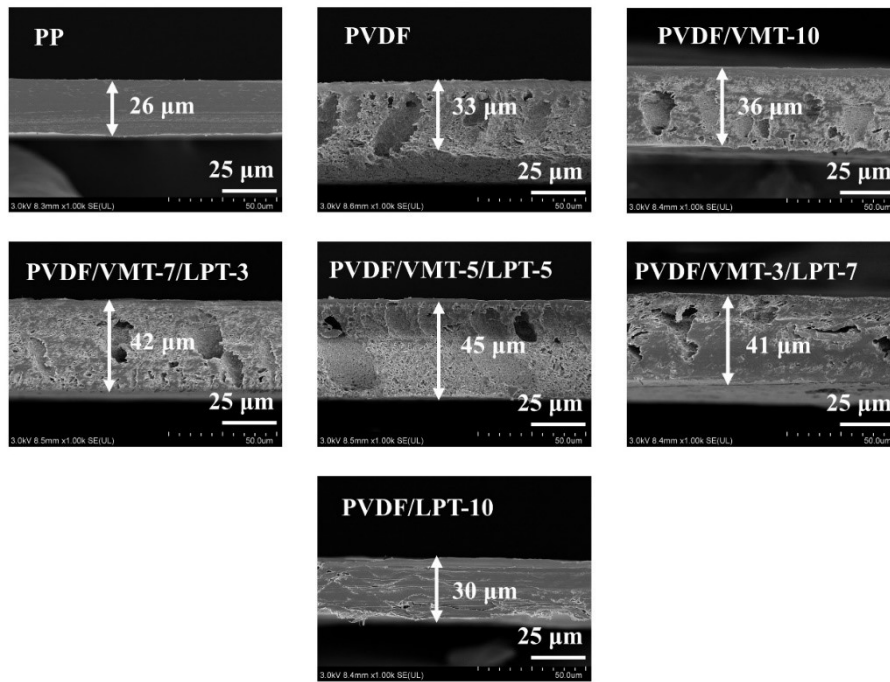 PP
26 μm
25 μm
3.0kV 8.3mm x1.00k SE(UL) 50.0um
PVDF
33 μm
25 μm
3.0kV 8.6mm x1.00k SE(UL) 50.0um
PVDF/VMT-10
36 μm
25 μm
3.0kV 8.4mm x1.00k SE(UL) 50.0um
PVDF/VMT-7/LPT-3
42 μm
25 μm
3.0kV 8.5mm x1.00k SE(UL) 50.0um
PVDF/VMT-5/LPT-5
45 μm
25 μm
3.0kV 8.5mm x1.00k SE(UL) 50.0um
PVDF/VMT-3/LPT-7
41 μm
25 μm
3.0kV 8.4mm x1.00k SE(UL) 50.0um
PVDF/LPT-10
30 μm
25 μm
3.0kV 8.4mm x1.00k SE(UL) 50.0um